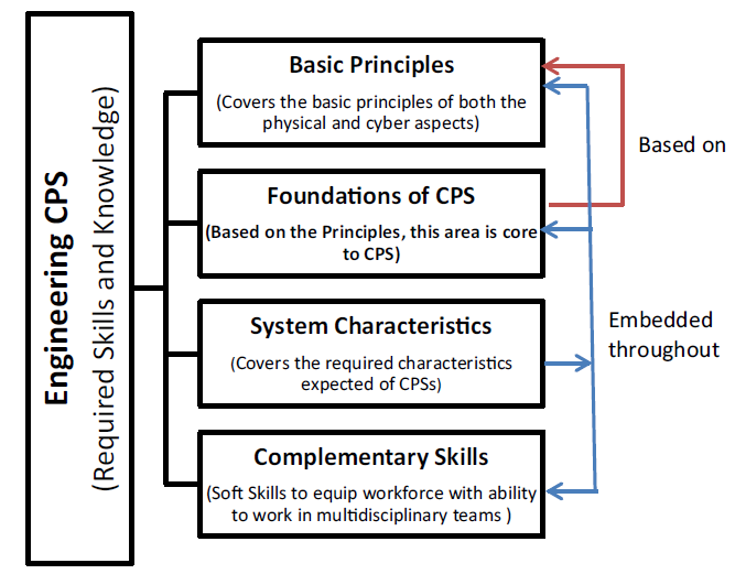 Engineering CPS
(Required Skills and Knowledge)
Basic Principles
(Covers the basic principles of both the
physical and cyber aspects)
Foundations of CPS
(Based on the Principles, this area is core
to CPS)
System Characteristics
(Covers the required characteristics
expected of CPSs)
Complementary Skills
(Soft Skills to equip workforce with ability
to work in multidisciplinary teams )
Based on
Embedded
throughout